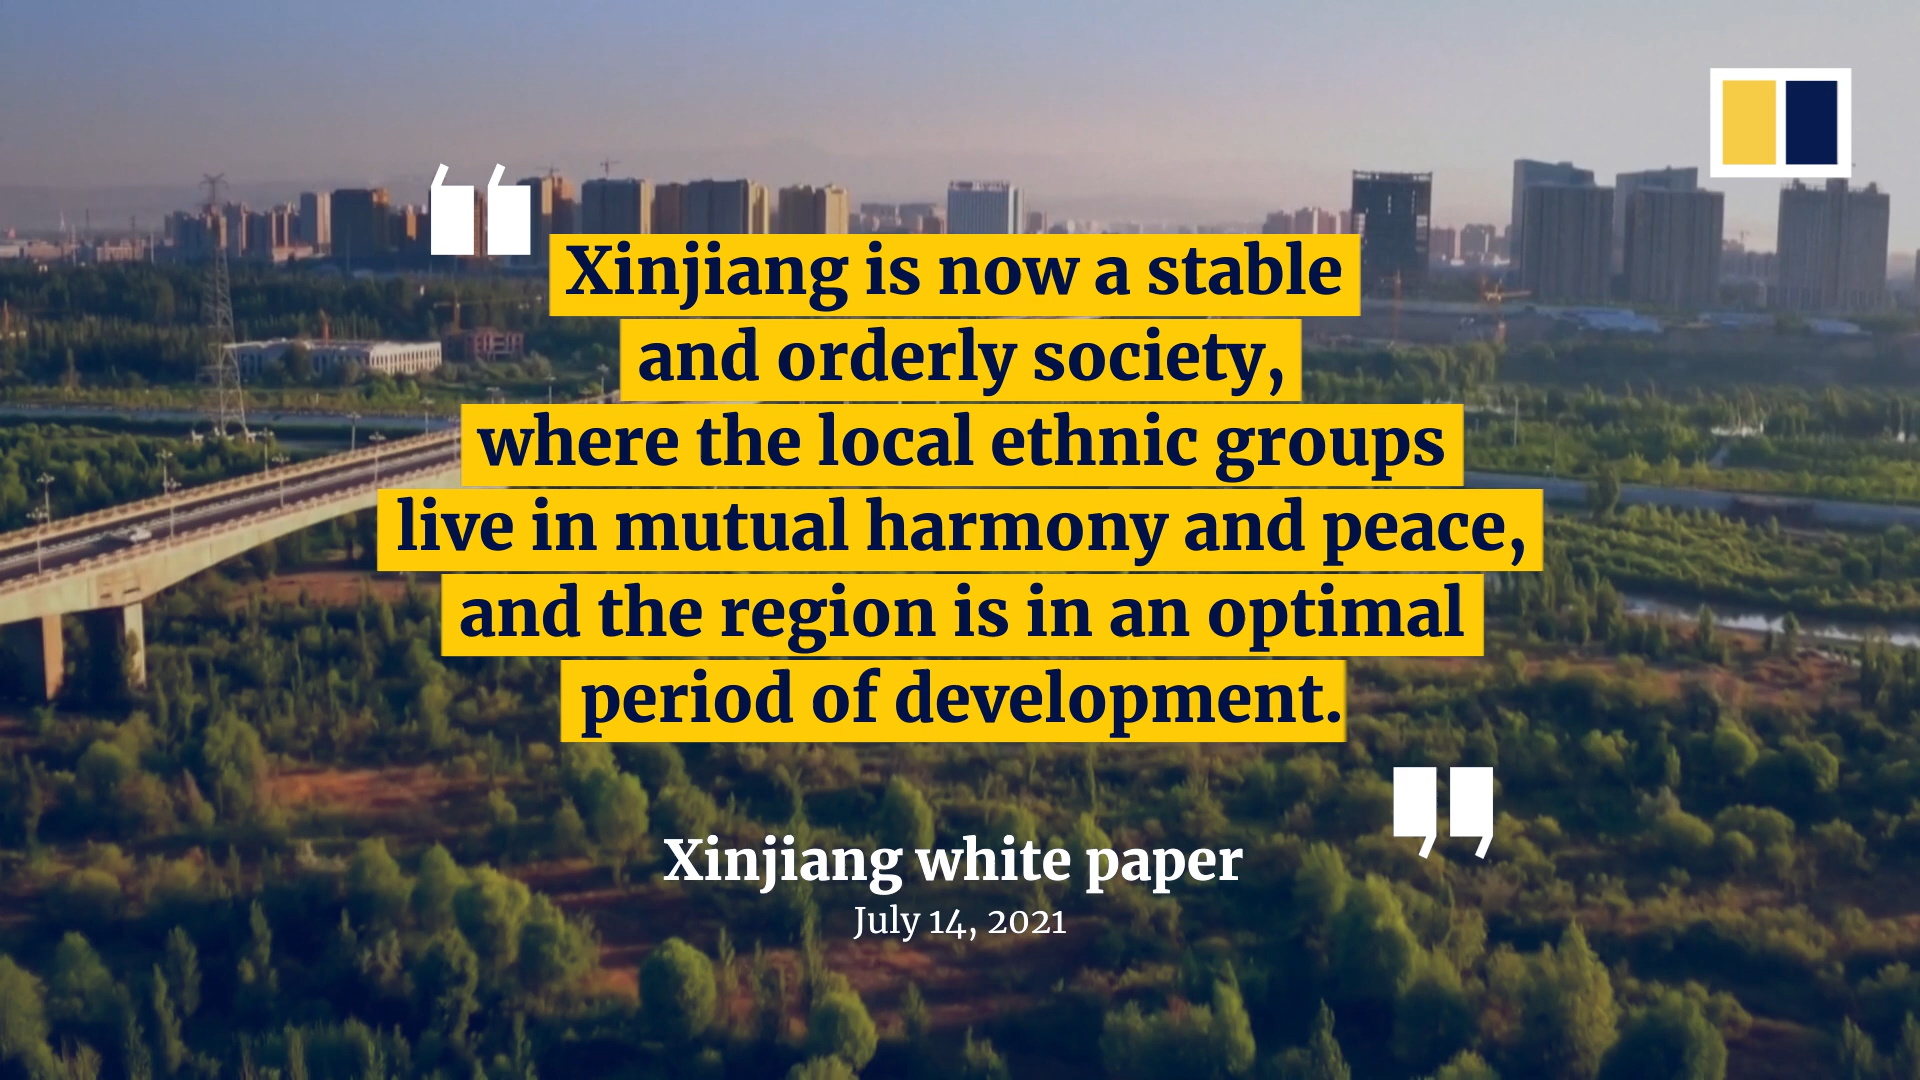 “
Xinjiang is now a stable
and orderly society,
where the local ethnic groups
live in mutual harmony and peace,
and the region is in an optimal
period of development.
”
Xinjiang white paper
July 14, 2021